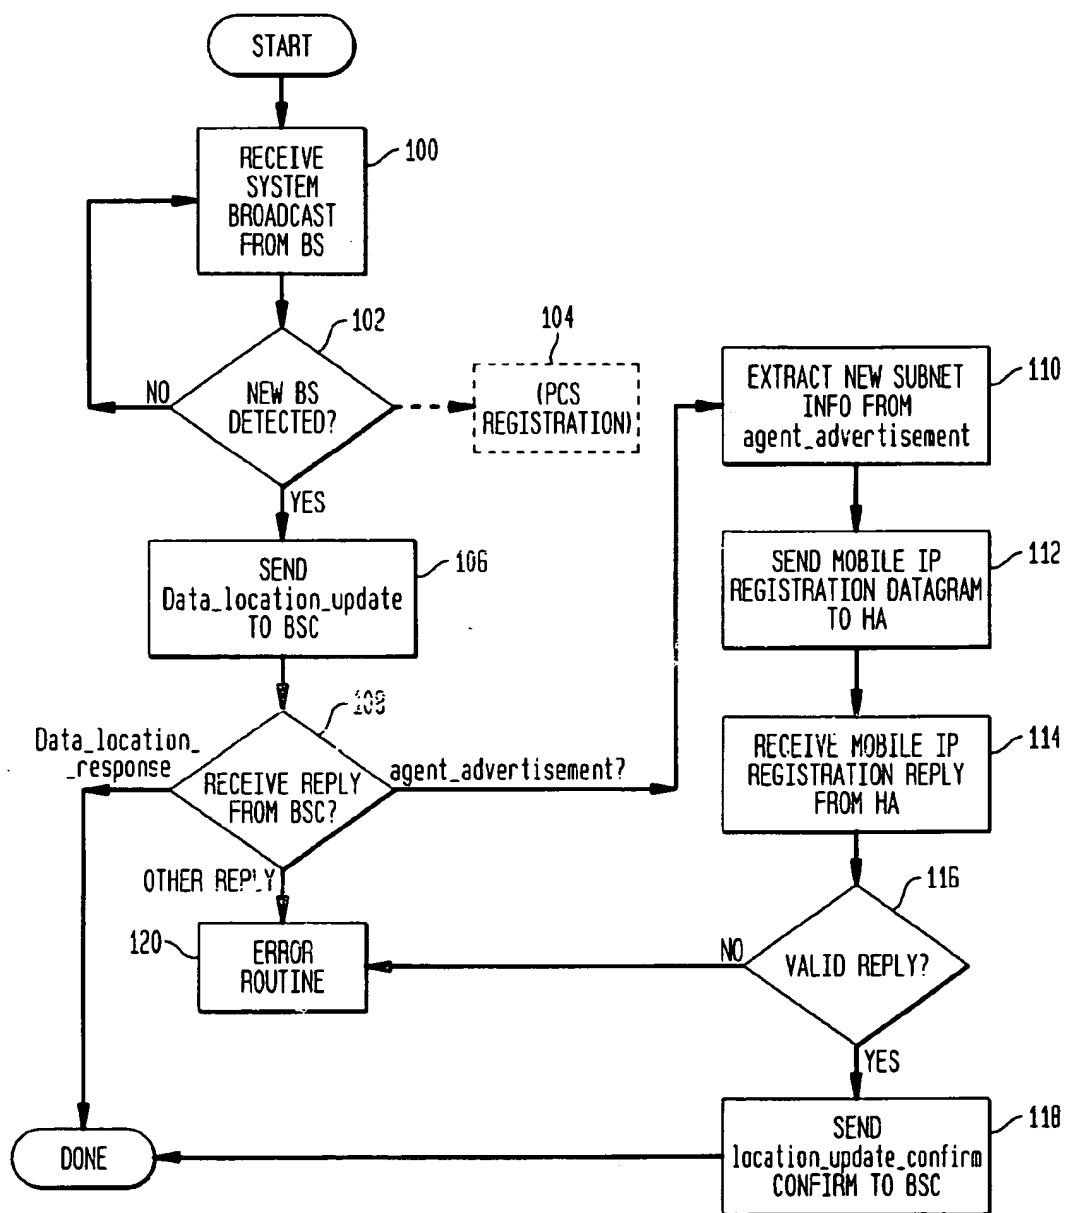 START
RECEIVE
SYSTEM
BROADCAST
FROM BS
100
NEW BS
DETECTED?
102
NO
YES
104
(PCS
REGISTRATION)
SEND
Data_location_update
TO BSC
106
RECEIVE REPLY
FROM BSC?
108
Data_location_
_response
agent_advertisement?
OTHER REPLY
120
ERROR
ROUTINE
DONE
EXTRACT NEW SUBNET
INFO FROM
agent_advertisement
110
SEND MOBILE IP
REGISTRATION DATAGRAM
TO HA
112
RECEIVE MOBILE IP
REGISTRATION REPLY
FROM HA
114
VALID REPLY?
116
NO
YES
SEND
location_update_confirm
CONFIRM TO BSC
118